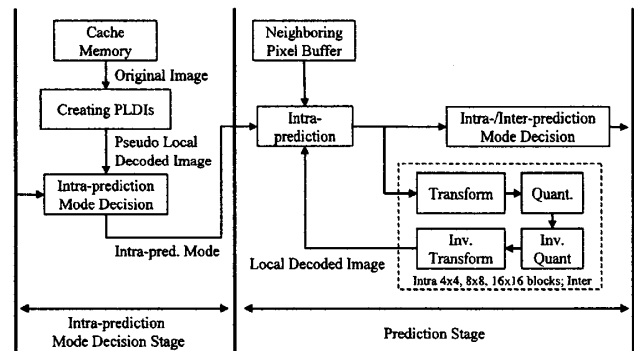 Cache
Memory
Original Image
Creating PLDIs
Pseudo Local
Decoded Image
Intra-prediction
Mode Decision
Intra-pred. Mode
Neighboring
Pixel Buffer
Intra-
prediction
Intra-/Inter-prediction
Mode Decision
Transform
Quant.
Inv.
Transform
Inv.
Quant
Local Decoded Image
Intra 4x4, 8x8, 16x16 blocks; Inter
Intra-prediction
Mode Decision Stage
Prediction Stage